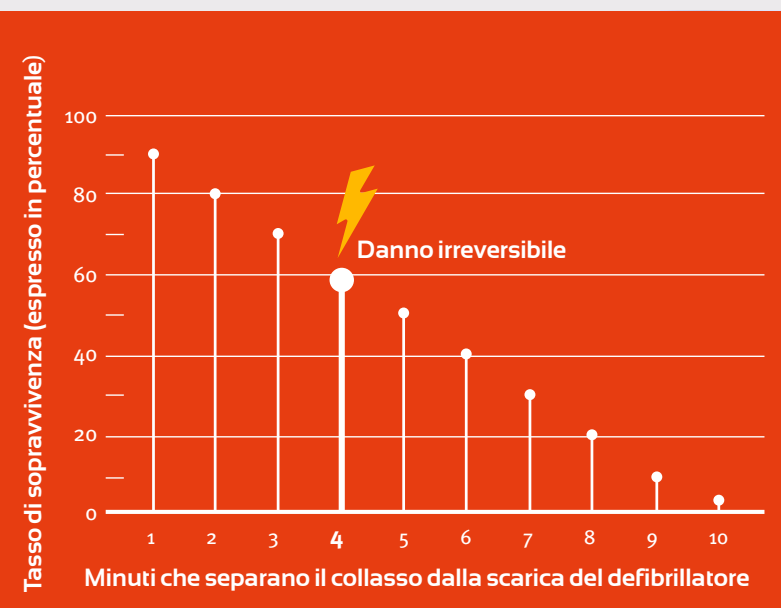 Tasso di sopravvivenza (espresso in percentuale)
100
80
60
40
20
0
Danno irreversibile
1 2 3 4 5 6 7 8 9 10
Minuti che separano il collasso dalla scarica del defibrillatore